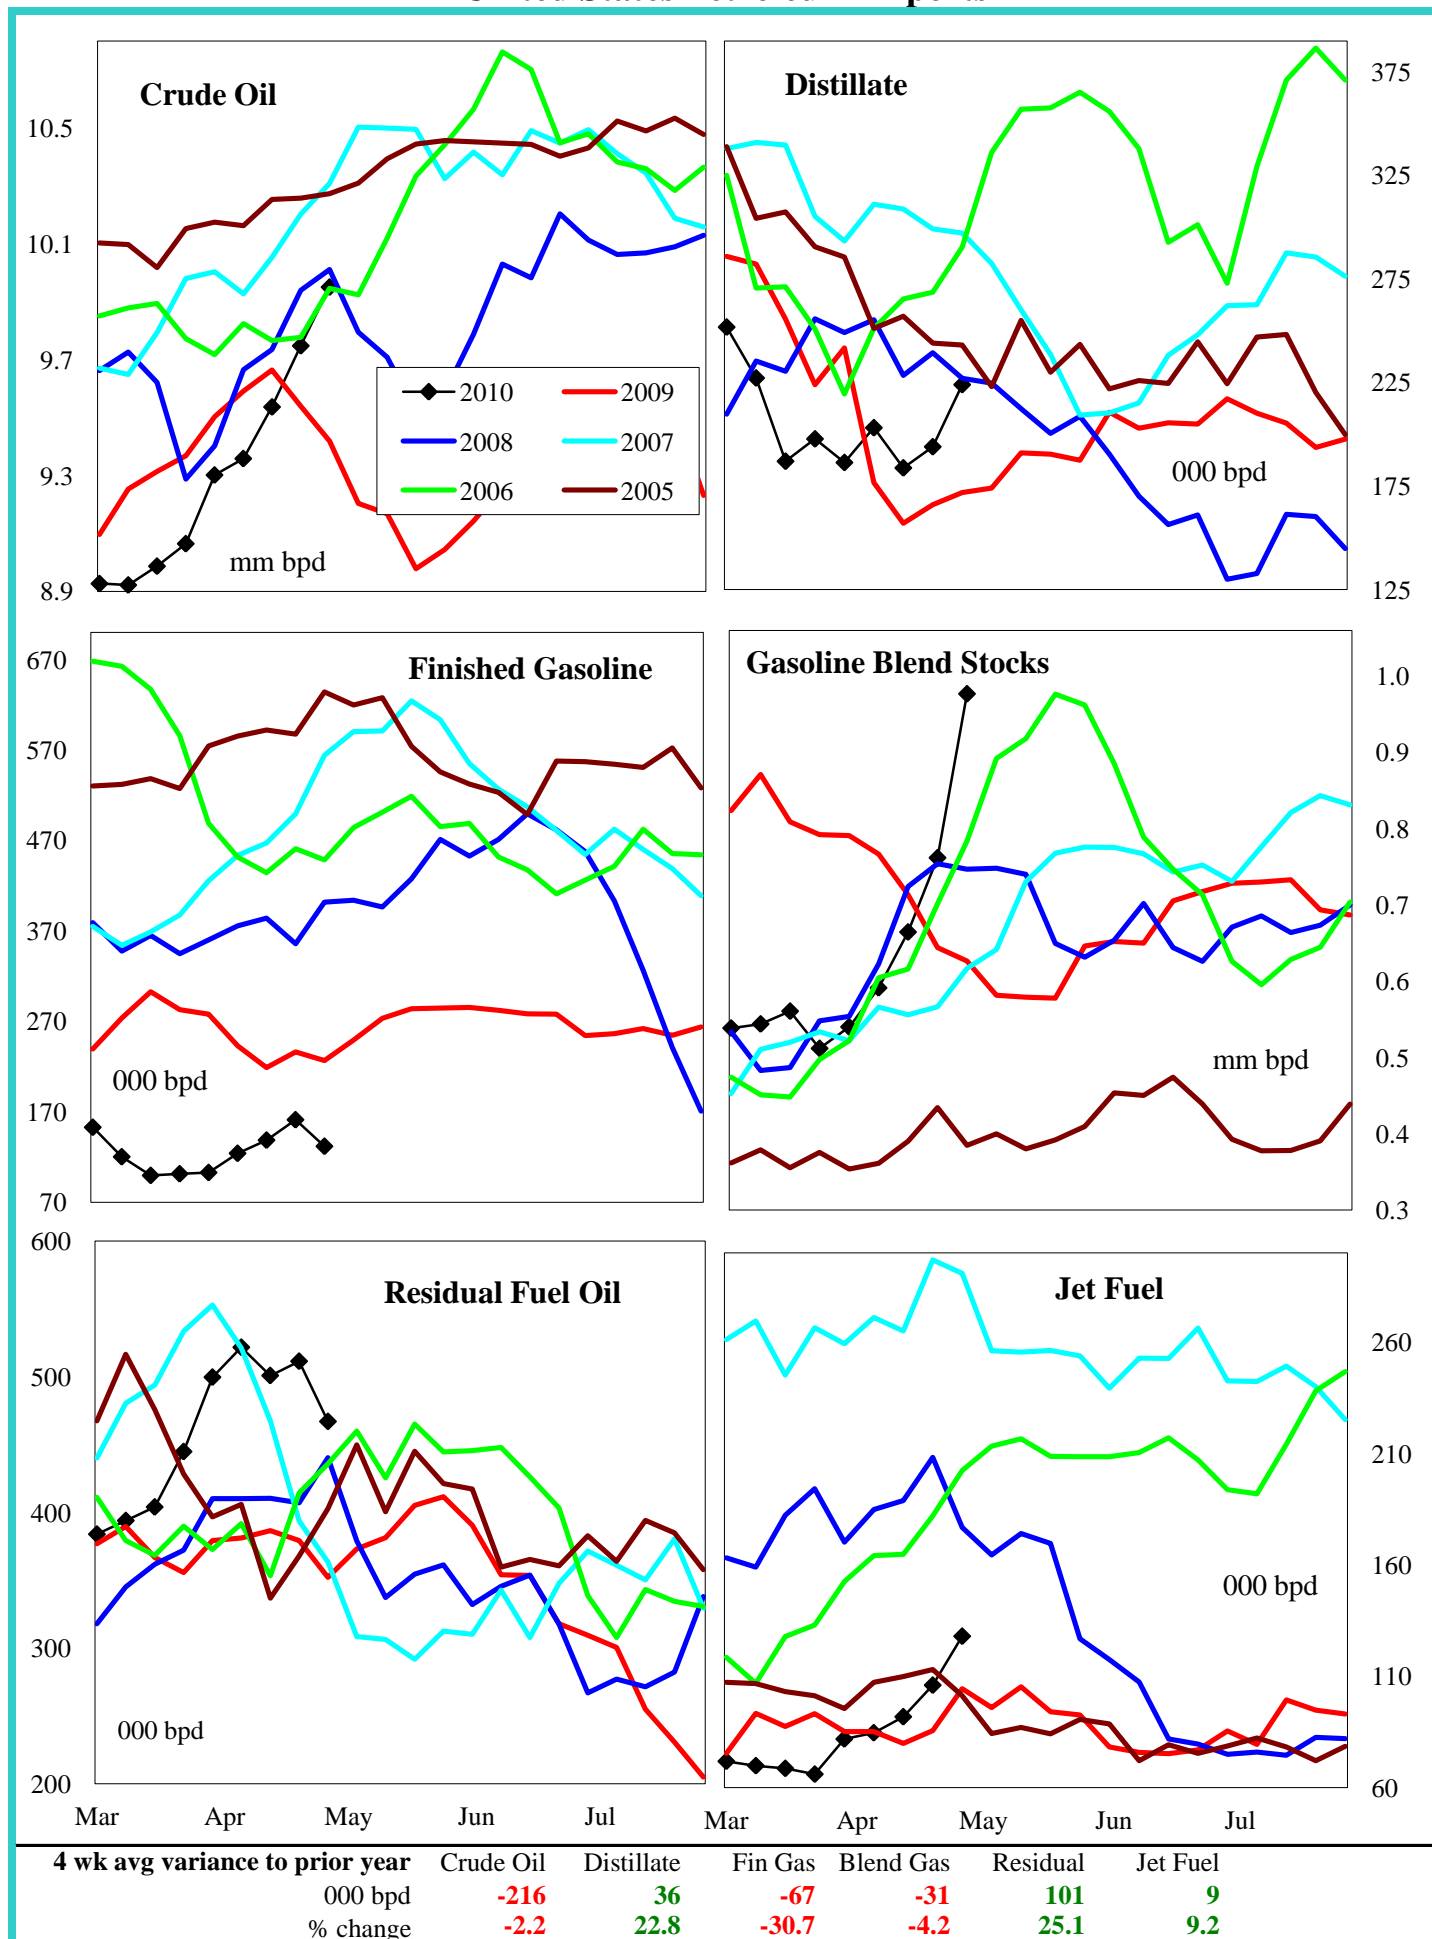 Crude Oil
10.5
10.1
9.7
9.3
8.9
mm bpd
2010 2009
2008 2007
2006 2005
Distillate
375
325
275
225
175
125
000 bpd
Finished Gasoline
670
570
470
370
270
170
70
000 bpd
Gasoline Blend Stocks
1.0
0.9
0.8
0.7
0.6
0.5
0.4
0.3
mm bpd
Residual Fuel Oil
600
500
400
300
200
000 bpd
Mar Apr May Jun Jul
Jet Fuel
260
210
160
110
60
000 bpd
Mar Apr May Jun Jul
4 wk avg variance to prior year Crude Oil Distillate Fin Gas Blend Gas Residual Jet Fuel
000 bpd -216 36 -67 -31 101 9
% change -2.2 22.8 -30.7 -4.2 25.1 9.2